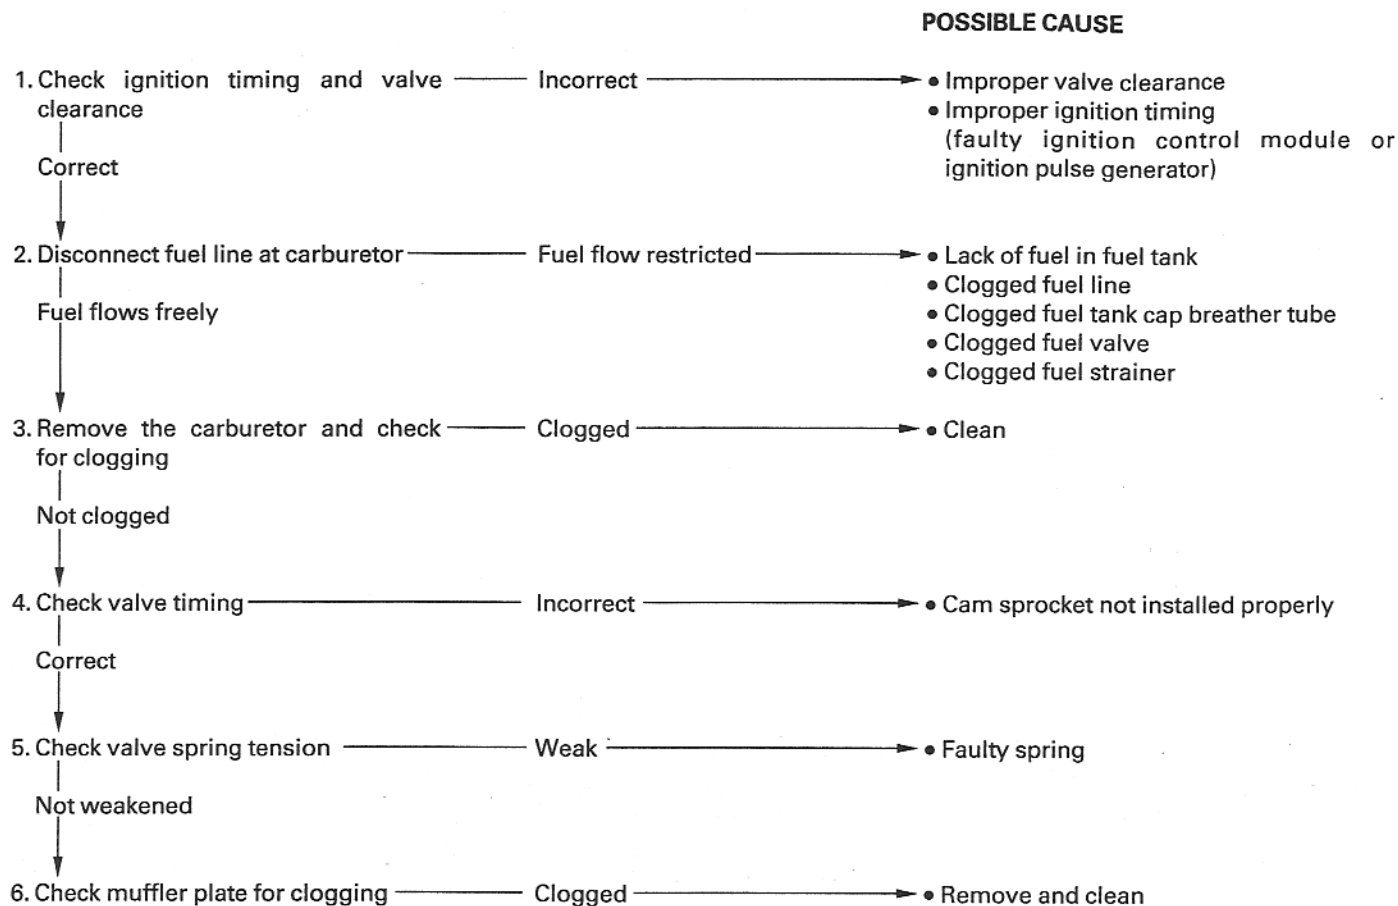 POSSIBLE CAUSE
1. Check ignition timing and valve clearance
Incorrect
• Improper valve clearance
• Improper ignition timing
(faulty ignition control module or
ignition pulse generator)
Correct
2. Disconnect fuel line at carburetor
Fuel flow restricted
• Lack of fuel in fuel tank
• Clogged fuel line
• Clogged fuel tank cap breather tube
• Clogged fuel valve
• Clogged fuel strainer
Fuel flows freely
3. Remove the carburetor and check
for clogging
Clogged
• Clean
Not clogged
4. Check valve timing
Incorrect
• Cam sprocket not installed properly
Correct
5. Check valve spring tension
Weak
• Faulty spring
Not weakened
6. Check muffler plate for clogging
Clogged
• Remove and clean